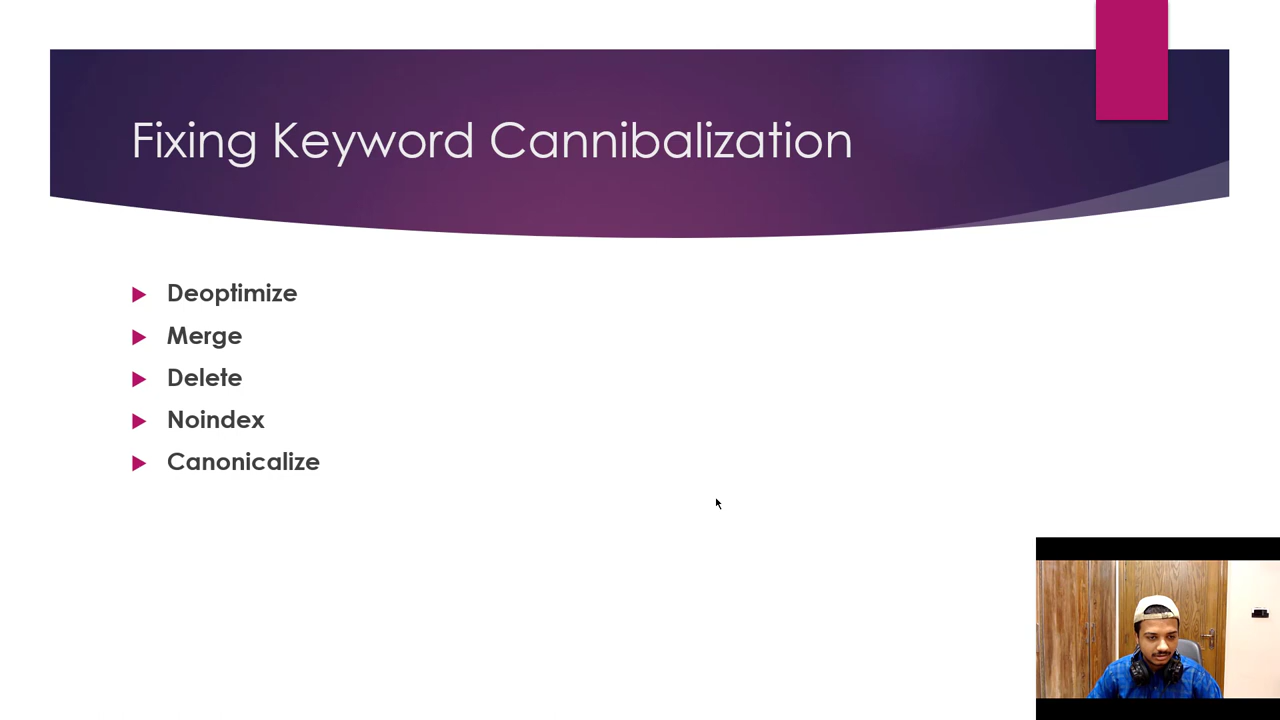 Fixing Keyword Cannibalization
Deoptimize
Merge
Delete
Noindex
Canonicalize